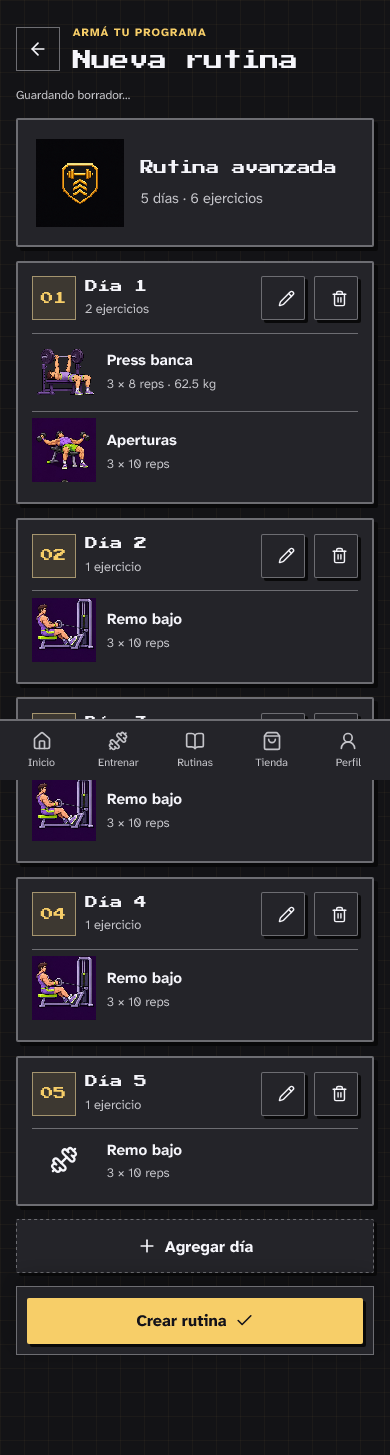 ARMÁ TU PROGRAMA
Nueva rutina
Guardando borrador…
Rutina avanzada
5 días · 6 ejercicios
01
Día 1
2 ejercicios
Press banca
3 × 8 reps · 62.5 kg
Aperturas
3 × 10 reps
02
Día 2
1 ejercicio
Remo bajo
3 × 10 reps
Inicio
Entrenar
Rutinas
Tienda
Perfil
Remo bajo
3 × 10 reps
04
Día 4
1 ejercicio
Remo bajo
3 × 10 reps
05
Día 5
1 ejercicio
Remo bajo
3 × 10 reps
Agregar día
Crear rutina